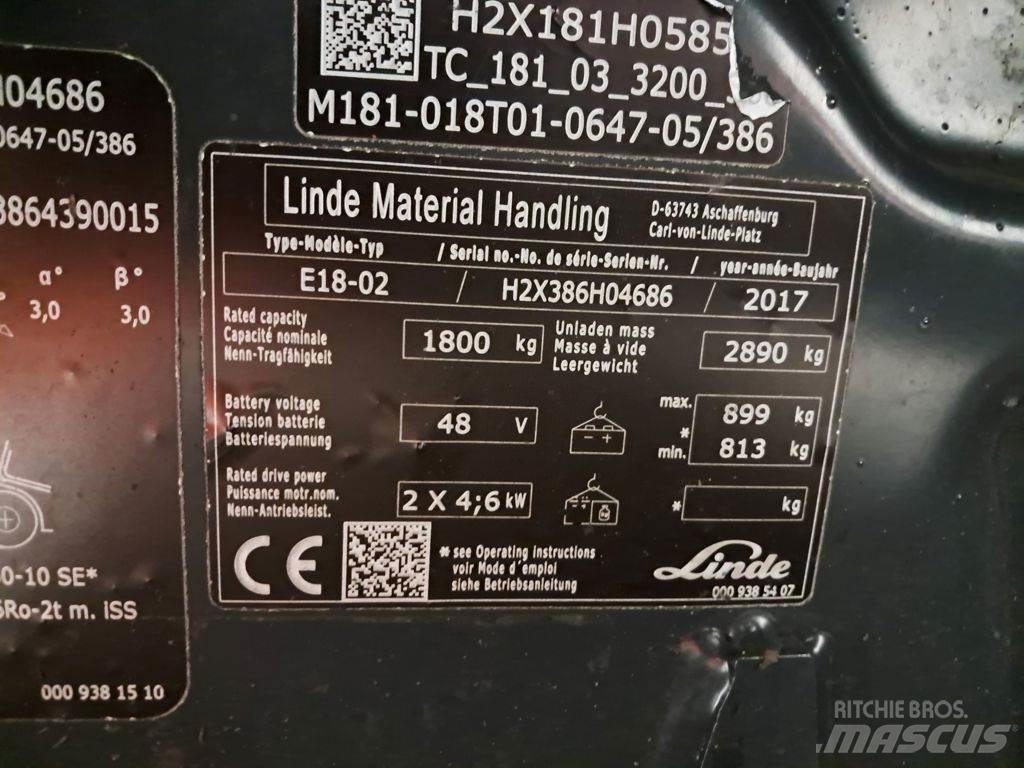 H2X181H0585
TC_181_03_3200_
M181-018T01-0647-05/386
H04686
0647-05/386
3864390015
α° β°
3,0 3,0
0-10 SE*
Ro-2t m. iSS
000 938 15 10
Linde Material Handling
D-63743 Aschaffenburg
Carl-von-Linde-Platz
Type-Modèle-Typ / Serial no.-No. de série-Serien-Nr. / year-année-Baujahr
E18-02 / H2X386H04686 / 2017
Rated capacity
Capacité nominale
Nenn-Tragfähigkeit
1800 kg
Unladen mass
Masse à vide
Leergewicht
2890 kg
Battery voltage
Tension batterie
Batteriespannung
48 V
max. 899 kg
*
min. 813 kg
Rated drive power
Puissance motr.nom.
Nenn-Antriebsleist.
2 X 4;6 kW
* kg
CE
* see Operating instructions
voir Mode d'emploi
siehe Betriebsanleitung
Linde
000 938 54 07
RITCHIE BROS.
MASCUS